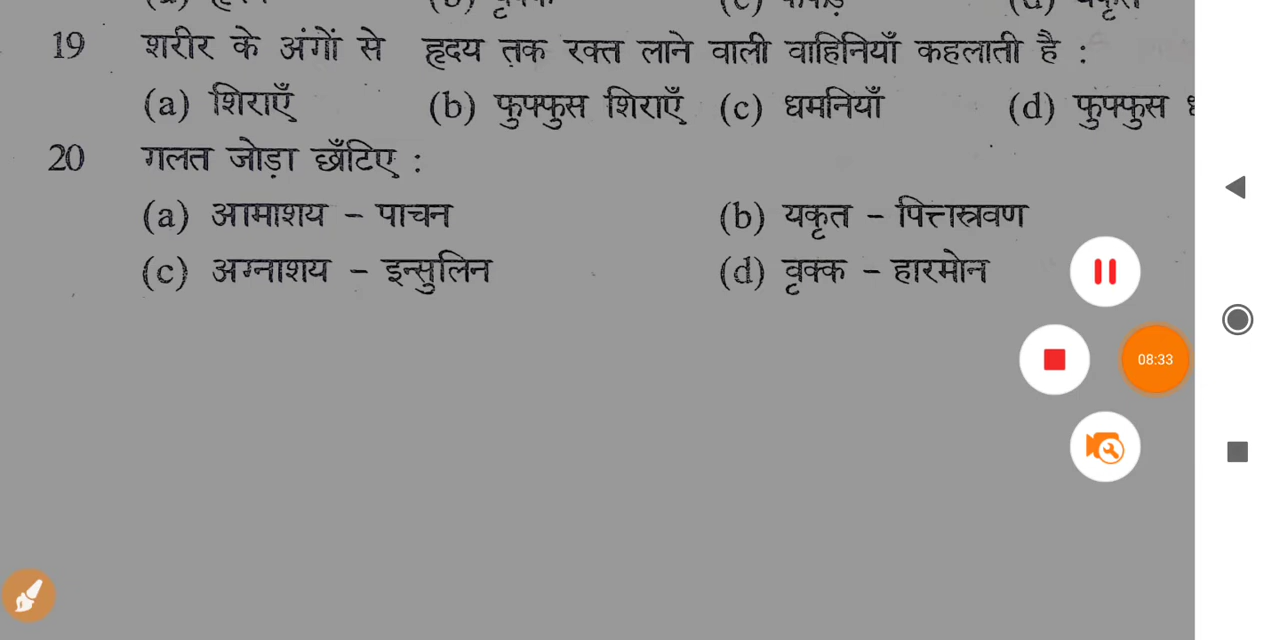 19 शरीर के अंगों से हृदय तक रक्त लाने वाली वाहिनियाँ कहलाती है :
(a) शिराएँ (b) फुफ्फुस शिराएँ (c) धमनियाँ (d) फुफ्फुस
20 गलत जोड़ा छाँटिए :
(a) आमाशय – पाचन (b) यकृत – पित्तस्त्रवण
(c) अग्नाशय – इन्सुलिन (d) वृक्क – हारमोन
08:33